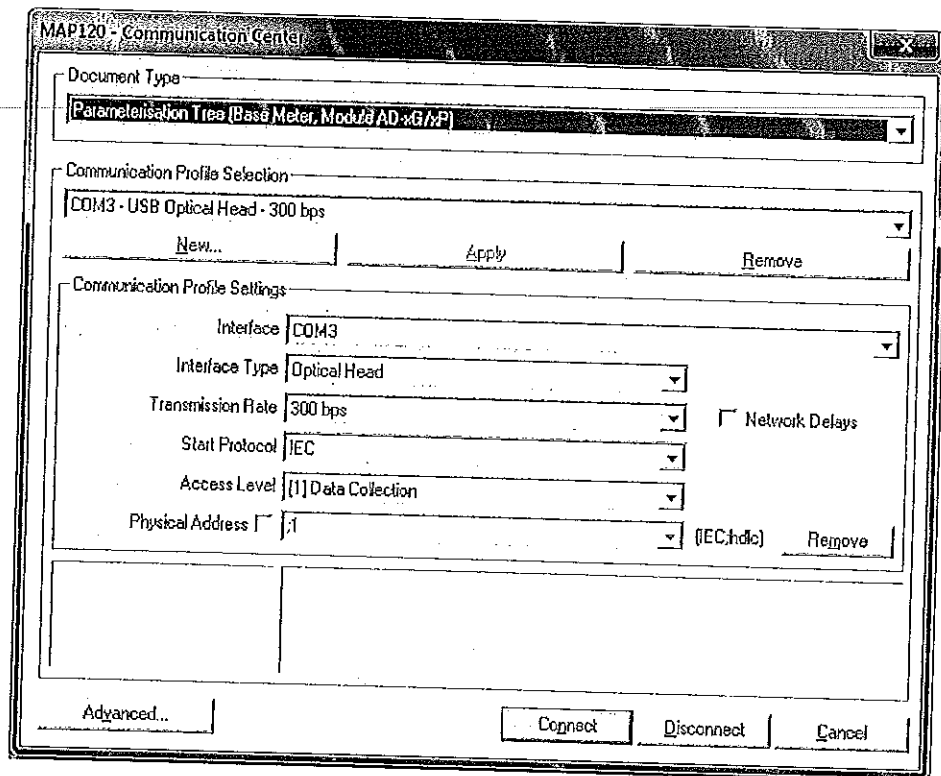 MAP120 - Communication Center
Document Type
Parameterisation Tree (Base Meter, Module AD-xG/xP)
Communication Profile Selection
COM3 - USB Optical Head - 300 bps
New...
Apply
Remove
Communication Profile Settings
Interface COM3
Interface Type Optical Head
Transmission Rate 300 bps
Network Delays
Start Protocol IEC
Access Level [1] Data Collection
Physical Address ;1
(IEC;hdlc)
Remove
Advanced...
Connect
Disconnect
Cancel